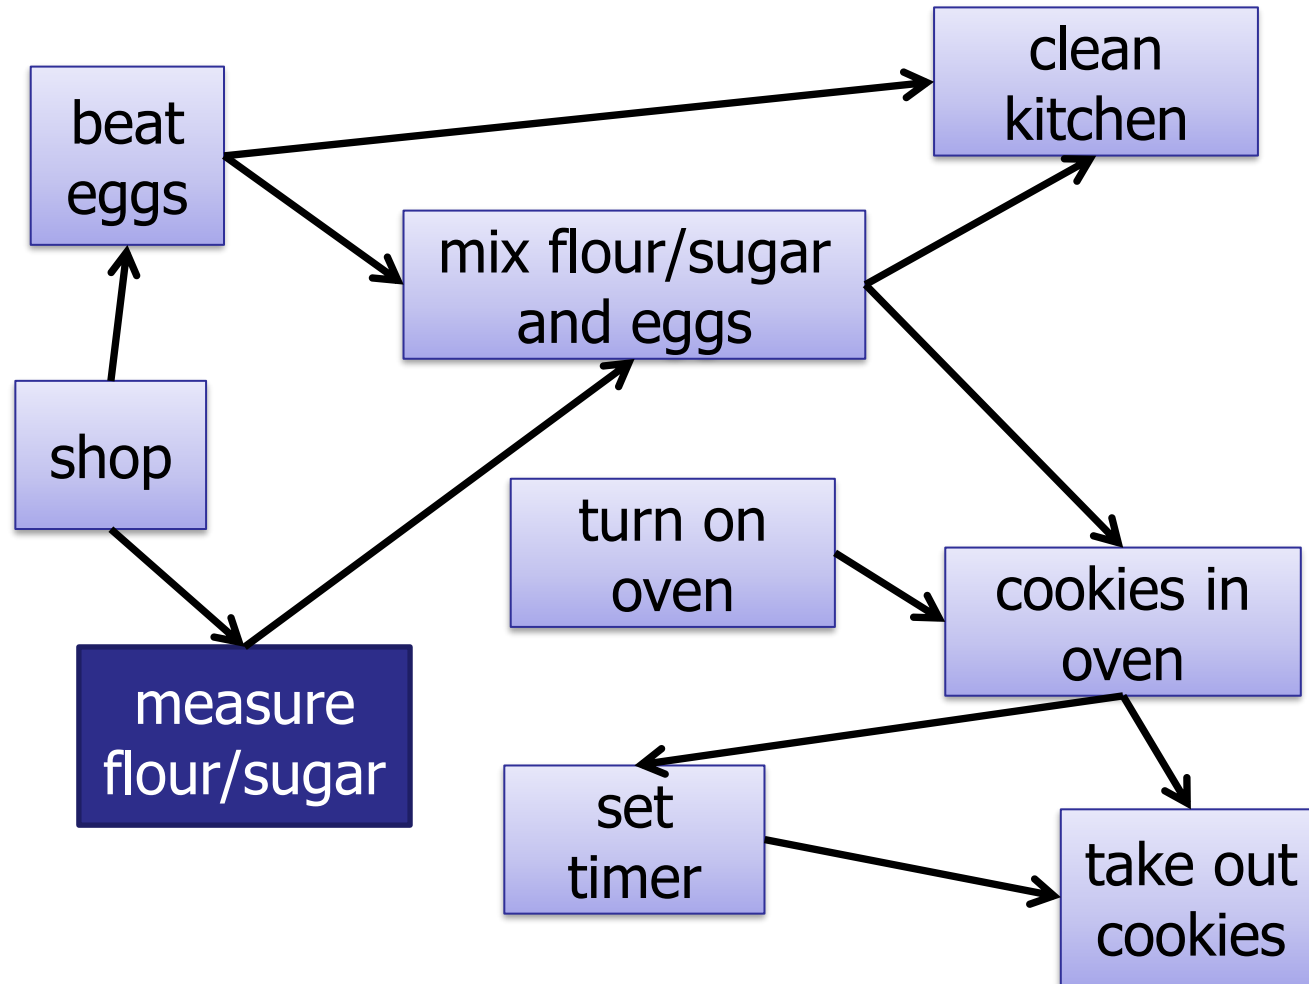 clean
kitchen
beat
eggs
mix flour/sugar
and eggs
shop
turn on
oven
cookies in
oven
measure
flour/sugar
set
timer
take out
cookies